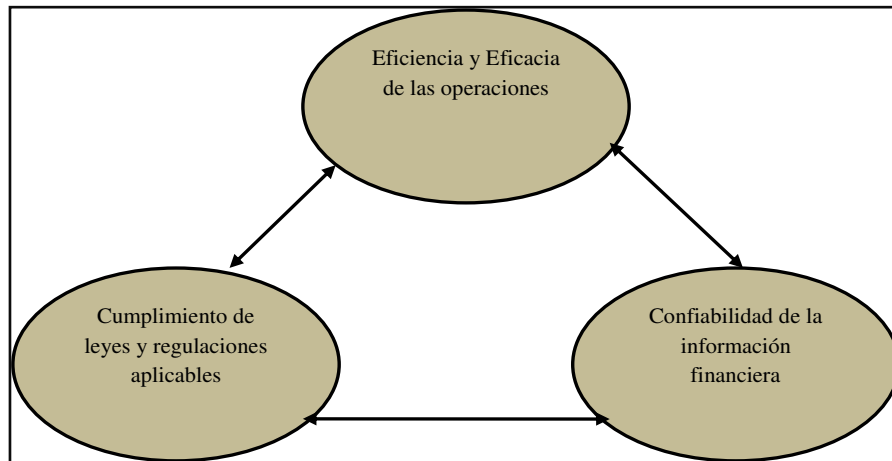 Eficiencia y Eficacia
de las operaciones
Cumplimiento de
leyes y regulaciones
aplicables
Confiabilidad de la
información
financiera